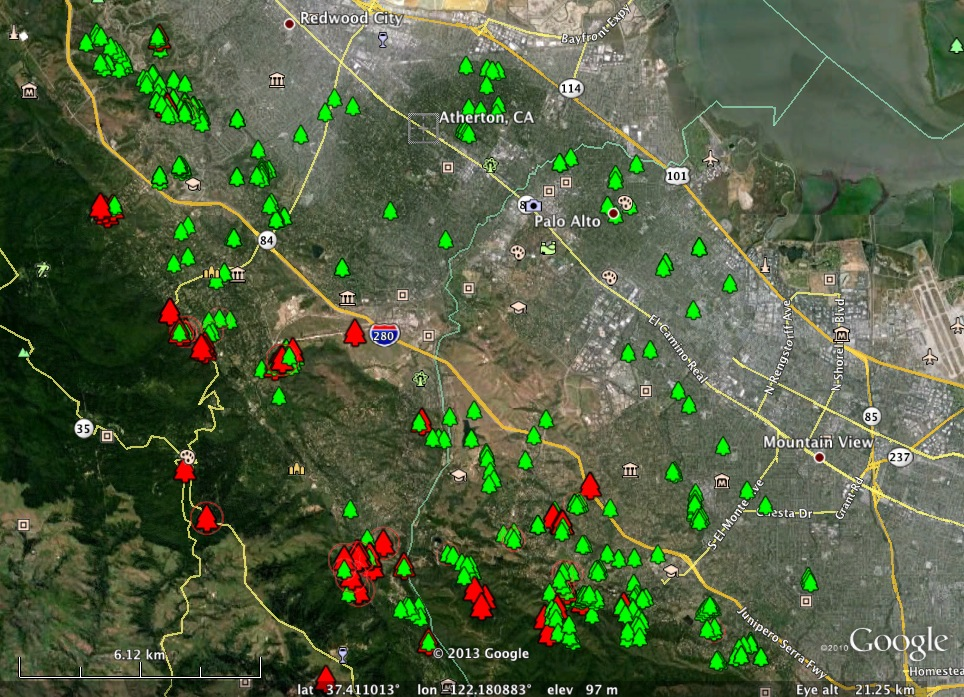 Redwood City
Bayfront Expy
114
Atherton, CA
101
Palo Alto
84
280
El Camino Real
N Rengstorff Ave
N Shoreline Blvd
35
85
Mountain View
237
Cuesta Dr
Grant Rd
S El Monte Ave
Junipero Serra Fwy
6.12 km
© 2013 Google
©2010 Google
Homestea
lat 37.411013° lon -122.180883° elev 97 m
Eye alt 21.25 km